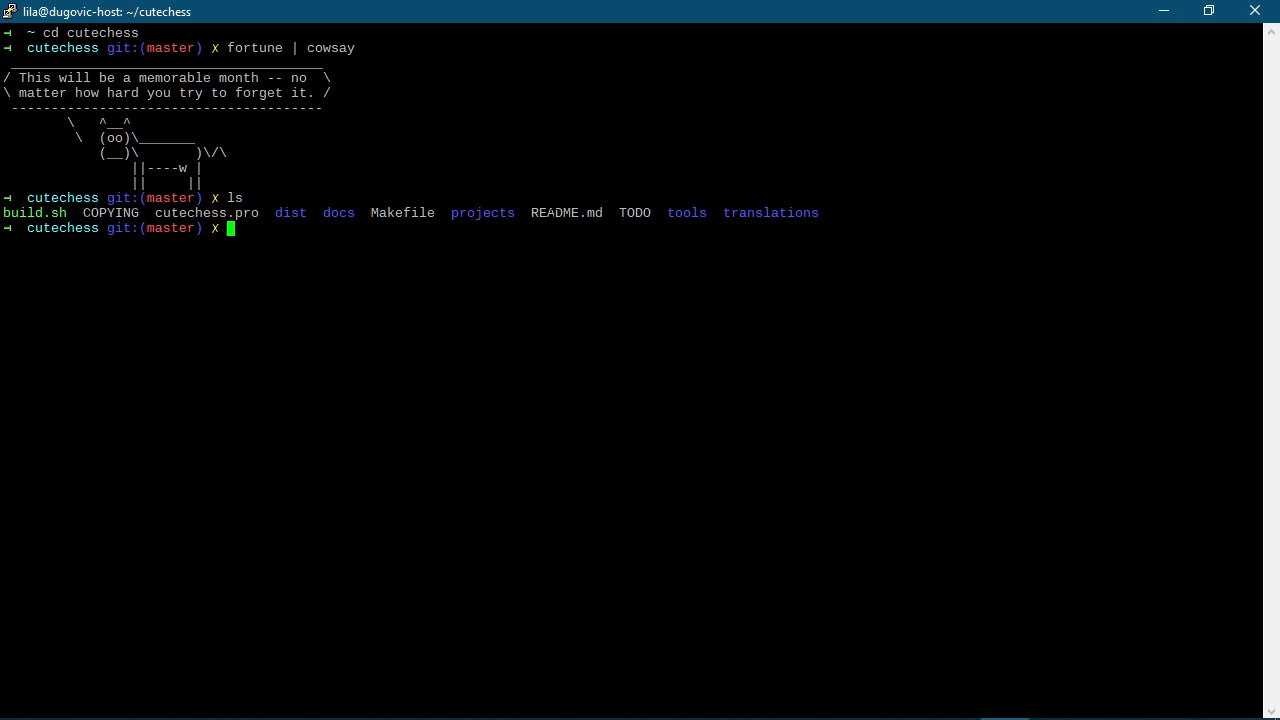 lila@dugovic-host: ~/cutechess
→  ~ cd cutechess
→  cutechess git:(master) ✗ fortune | cowsay
 _______________________________________
/ This will be a memorable month -- no  \
\ matter how hard you try to forget it. /
 ---------------------------------------
        \   ^__^
         \  (oo)\_______
            (__)\       )\/\
                ||----w |
                ||     ||
→  cutechess git:(master) ✗ ls
build.sh  COPYING  cutechess.pro  dist  docs  Makefile  projects  README.md  TODO  tools  translations
→  cutechess git:(master) ✗